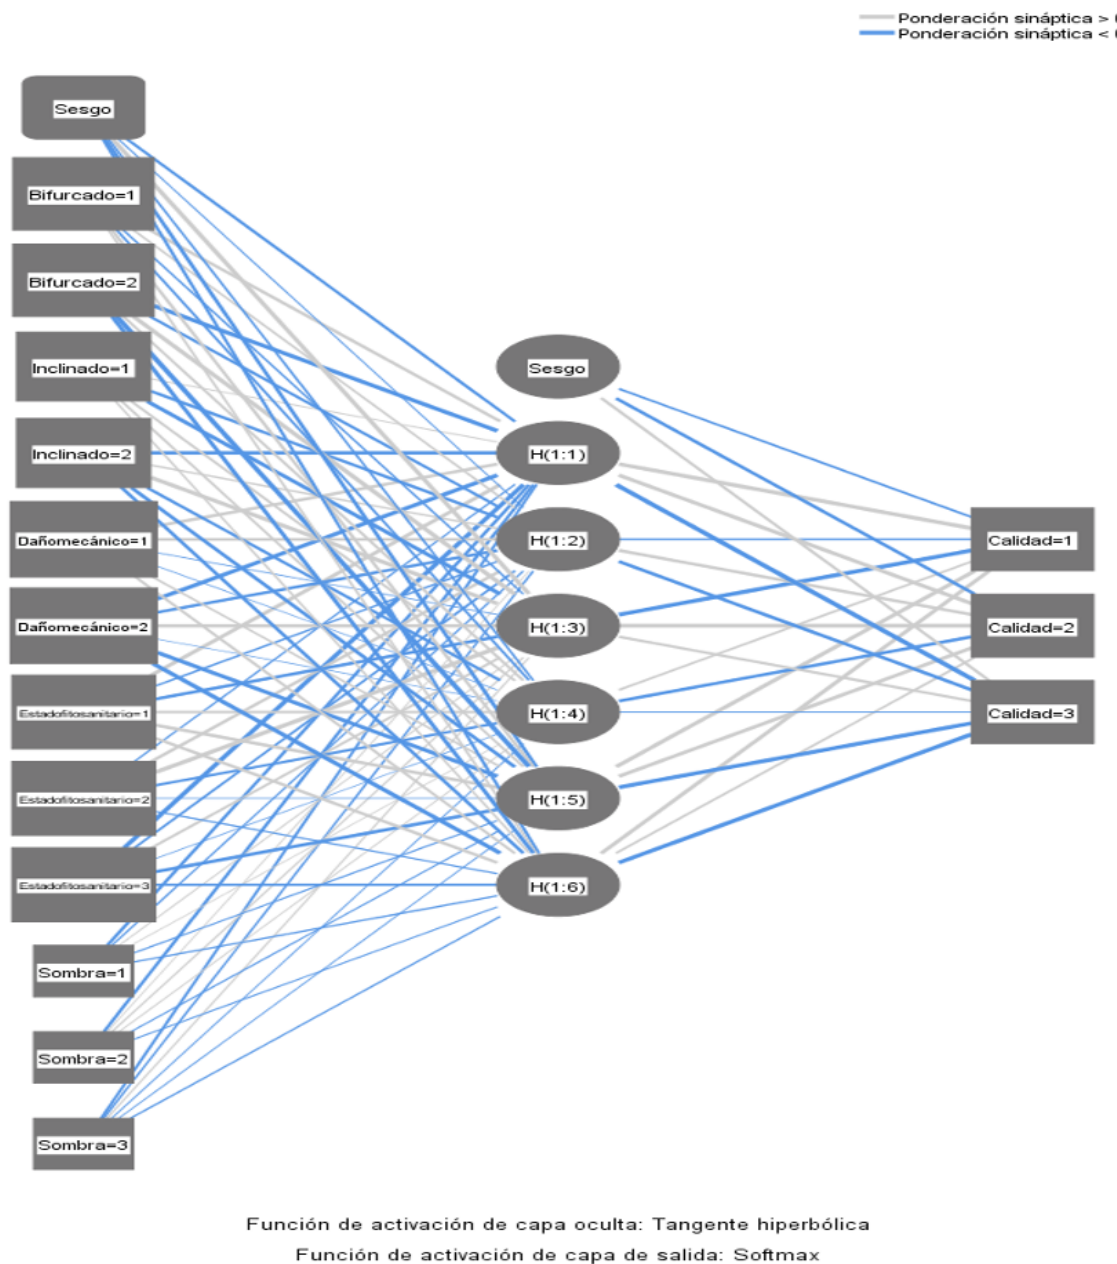 Ponderación sináptica >
Ponderación sináptica <
Sesgo
Bifurcado=1
Bifurcado=2
Inclinado=1
Inclinado=2
Dañomecánico=1
Dañomecánico=2
Estadofitosanitario=1
Estadofitosanitario=2
Estadofitosanitario=3
Sombra=1
Sombra=2
Sombra=3
Sesgo
H(1:1)
H(1:2)
H(1:3)
H(1:4)
H(1:5)
H(1:6)
Calidad=1
Calidad=2
Calidad=3
Función de activación de capa oculta: Tangente hiperbólica
Función de activación de capa de salida: Softmax